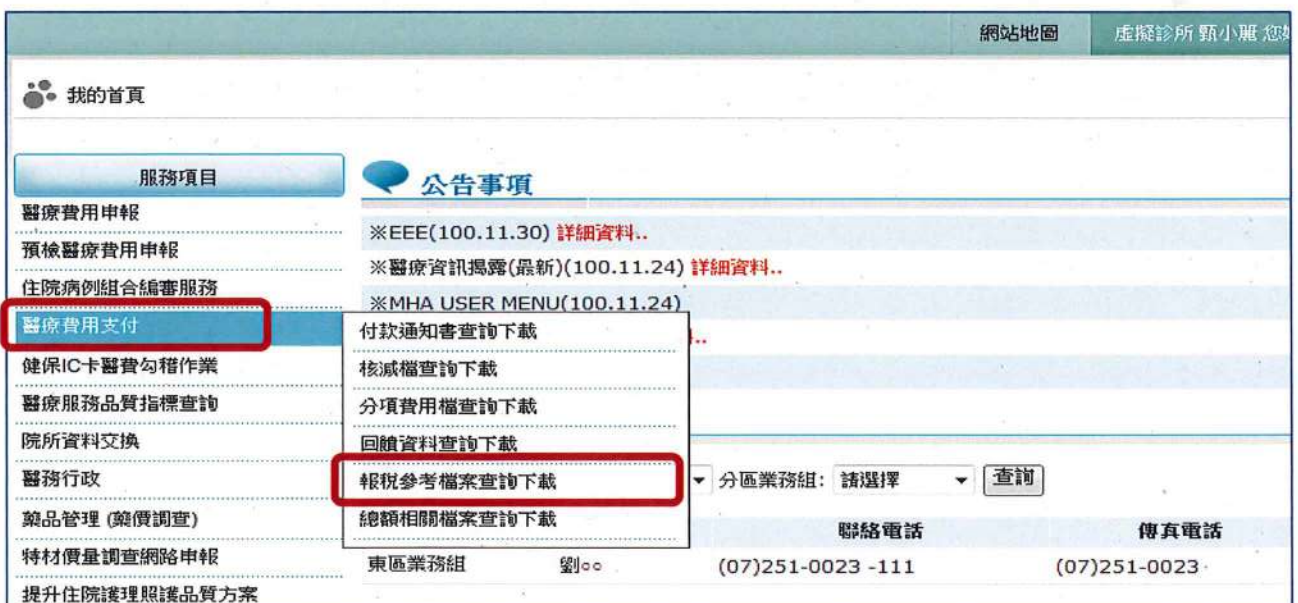 網站地圖
虛擬診所 甄小麗 您
我的首頁
服務項目
醫療費用申報
預檢醫療費用申報
住院病例組合編審服務
醫療費用支付
健保IC卡醫費勾稽作業
醫療服務品質指標查詢
院所資料交換
醫務行政
藥品管理 (藥價調查)
特材價量調查網路申報
提升住院護理照護品質方案
公告事項
※EEE(100.11.30) 詳細資料..
※醫療資訊揭露(最新)(100.11.24) 詳細資料..
※MHA USER MENU(100.11.24)
..
付款通知書查詢下載
核減檔查詢下載
分項費用檔查詢下載
回饋資料查詢下載
報稅參考檔案查詢下載
總額相關檔案查詢下載
分區業務組: 請選擇 查詢
聯絡電話 傳真電話
東區業務組 劉○○ (07)251-0023 -111 (07)251-0023